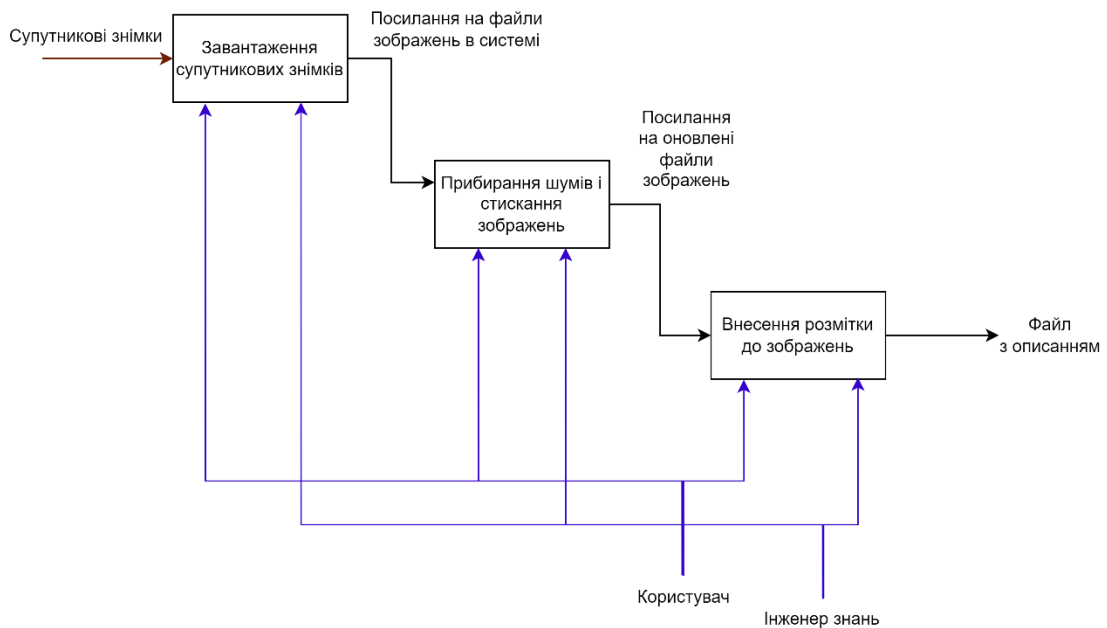 Супутникові знімки
Завантаження
супутникових знімків
Посилання на файли
зображень в системі
Прибирання шумів і
стискання
зображень
Посилання
на оновлені
файли
зображень
Внесення розмітки
до зображень
Файл
з описанням
Користувач
Інженер знань